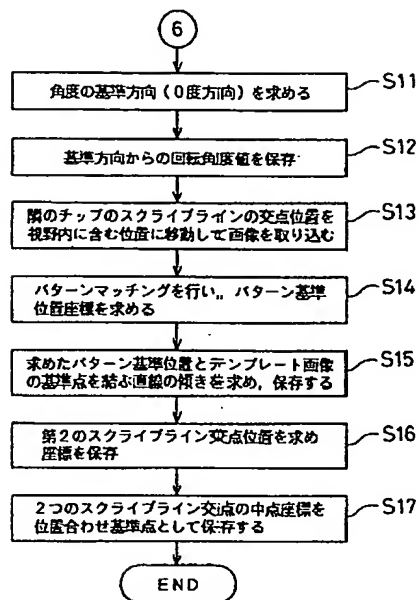 6
角度の基準方向(0度方向)を求める
S11
基準方向からの回転角度値を保存
S12
隣のチップのスクライブラインの交点位置を
視野内に含む位置に移動して画像を取り込む
S13
パターンマッチングを行い,,パターン基準
位置座標を求める
S14
求めたパターン基準位置とテンプレート画像
の基準点を結ぶ直線の傾きを求め,保存する
S15
第2のスクライブライン交点位置を求め
座標を保存
S16
2つのスクライブライン交点の中点座標を
位置合わせ基準点として保存する
S17
END